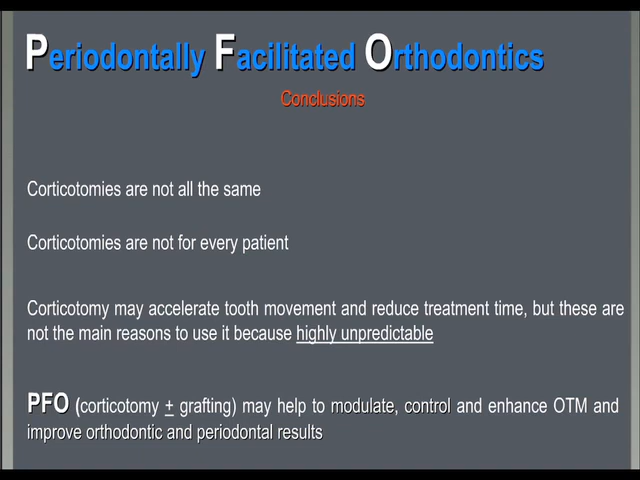 Periodontally Facilitated Orthodontics
Conclusions
Corticotomies are not all the same
Corticotomies are not for every patient
Corticotomy may accelerate tooth movement and reduce treatment time, but these are
not the main reasons to use it because highly unpredictable
PFO (corticotomy ± grafting) may help to modulate, control and enhance OTM and
improve orthodontic and periodontal results